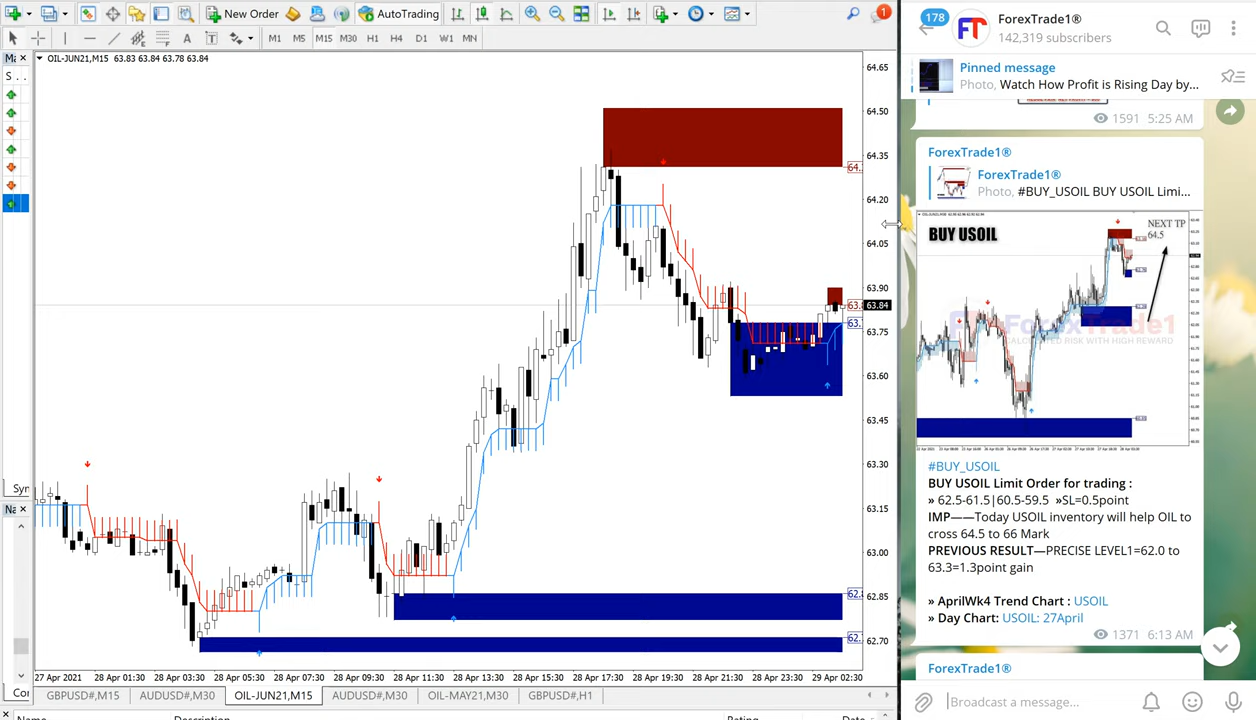 New Order
AutoTrading
M1 M5 M15 M30 H1 H4 D1 W1 MN
OIL-JUN21,M15 63.83 63.84 63.78 63.84
64.65
64.50
64.35
64.20
64.05
63.90
63.84
63.75
63.60
63.45
63.30
63.15
63.00
62.85
62.70
27 Apr 2021 28 Apr 01:30 28 Apr 03:30 28 Apr 05:30 28 Apr 07:30 28 Apr 09:30 28 Apr 11:30 28 Apr 13:30 28 Apr 15:30 28 Apr 17:30 28 Apr 19:30 28 Apr 21:30 28 Apr 23:30 29 Apr 02:30
GBPUSD#,M15 AUDUSD#,M30 OIL-JUN21,M15 AUDUSD#,M30 OIL-MAY21,M30 GBPUSD#,H1
Name Description Rating Date
178
ForexTrade1®
142,319 subscribers
Pinned message
Photo, Watch How Profit is Rising Day by...
1591 5:25 AM
ForexTrade1®
ForexTrade1®
Photo, #BUY_USOIL BUY USOIL Limi...
BUY USOIL
NEXT TP
64.5
ForexTrade1
CALCULATED RISK WITH HIGH REWARD
#BUY_USOIL
BUY USOIL Limit Order for trading :
» 62.5-61.5|60.5-59.5 »SL=0.5point
IMP——Today USOIL inventory will help OIL to
cross 64.5 to 66 Mark
PREVIOUS RESULT—PRECISE LEVEL1=62.0 to
63.3=1.3point gain
» AprilWk4 Trend Chart : USOIL
» Day Chart: USOIL: 27April
1371 6:13 AM
ForexTrade1®
Broadcast a message...